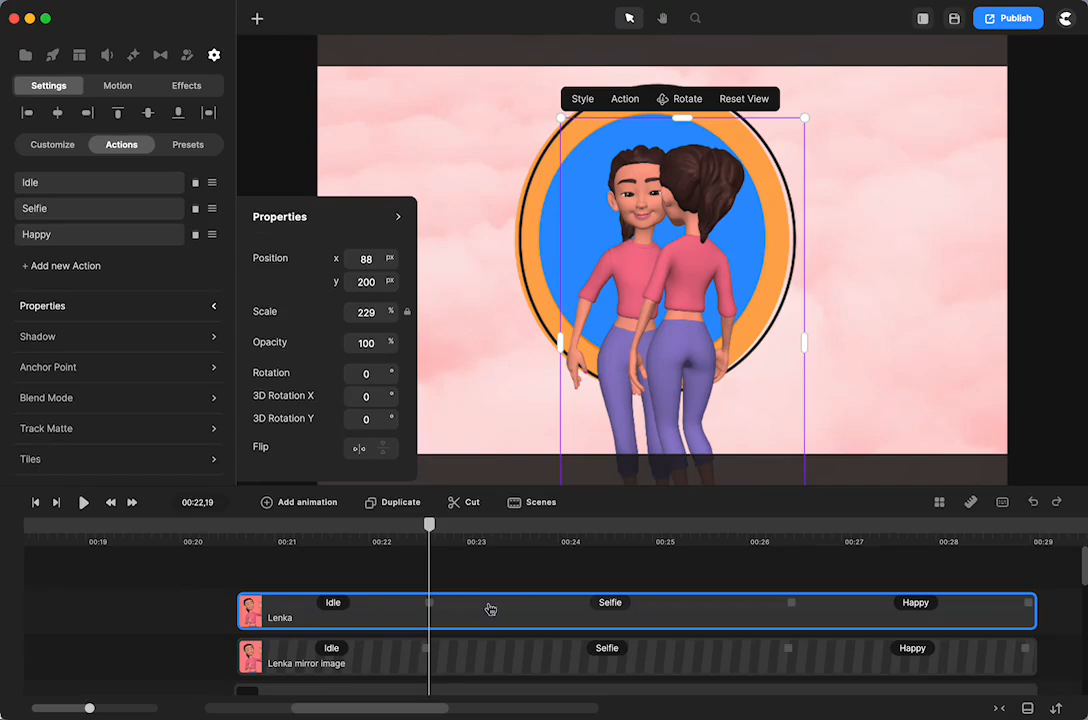 Publish
Settings Motion Effects
Style Action Rotate Reset View
Customize Actions Presets
Idle
Selfie
Happy
+ Add new Action
Properties
Shadow
Anchor Point
Blend Mode
Track Matte
Tiles
Properties
Position x 88 px
y 200 px
Scale 229 %
Opacity 100 %
Rotation 0 °
3D Rotation X 0 °
3D Rotation Y 0 °
Flip
00:22,19 Add animation Duplicate Cut Scenes
00:19 00:20 00:21 00:22 00:23 00:24 00:25 00:26 00:27 00:28 00:29
Idle Selfie Happy
Lenka
Idle Selfie Happy
Lenka mirror image